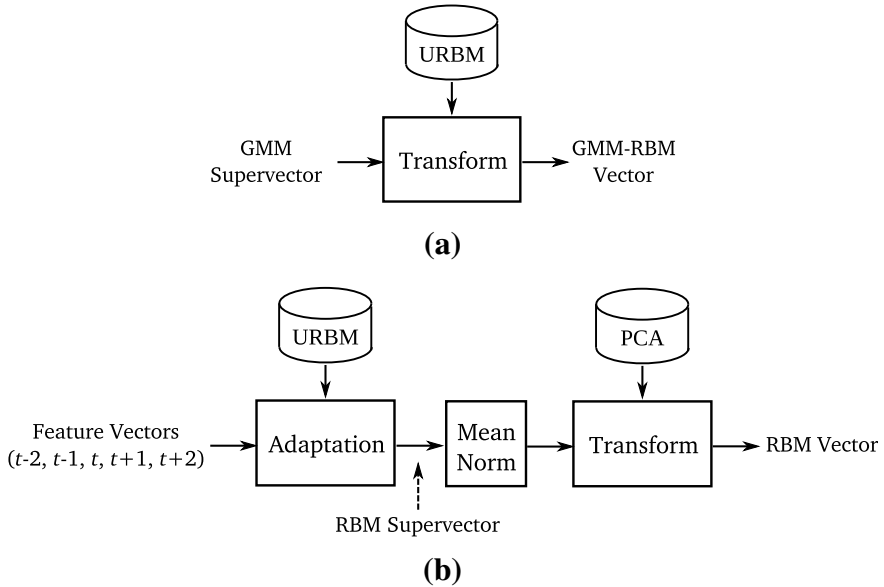 URBM
GMM
Supervector
Transform
GMM-RBM
Vector
(a)
URBM
PCA
Feature Vectors
(t-2, t-1, t, t+1, t+2)
Adaptation
Mean
Norm
Transform
RBM Vector
RBM Supervector
(b)